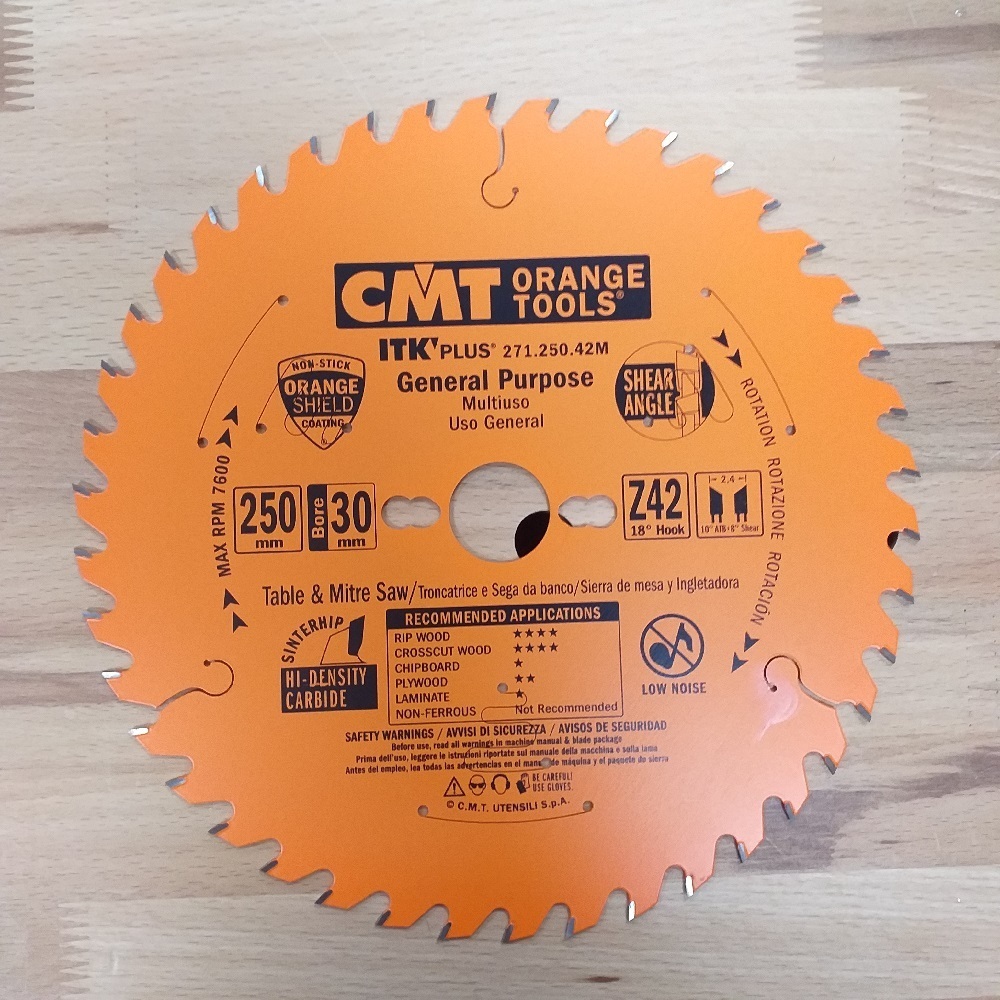 CMT ORANGE TOOLS®
ITK' PLUS® 271.250.42M
General Purpose
Multiuso
Uso General
NON-STICK
ORANGE
SHIELD
COATING
SHEAR
ANGLE
MAX RPM 7600
ROTATION ROTAZIONE ROTACIÓN
250
mm
Bore
30
mm
Z42
18° Hook
2,4
10° ATB+8° Shear
Table & Mitre Saw/Troncatrice e Sega da banco/Sierra de mesa y Ingletadora
SINTERHIP
HI-DENSITY
CARBIDE
RECOMMENDED APPLICATIONS
RIP WOOD ★★★★
CROSSCUT WOOD ★★★★
CHIPBOARD ★
PLYWOOD ★★
LAMINATE ★
NON-FERROUS Not Recommended
LOW NOISE
SAFETY WARNINGS / AVVISI DI SICUREZZA / AVISOS DE SEGURIDAD
Before use, read all warnings in machine manual & blade package
Prima dell'uso, leggere le istruzioni riportate sul manuale della macchina e sulla lama
Antes del empleo, lea todas las advertencias en el manual de máquina y el paquete de sierra
BE CAREFUL!
USE GLOVES.
© C.M.T. UTENSILI S.p.A.